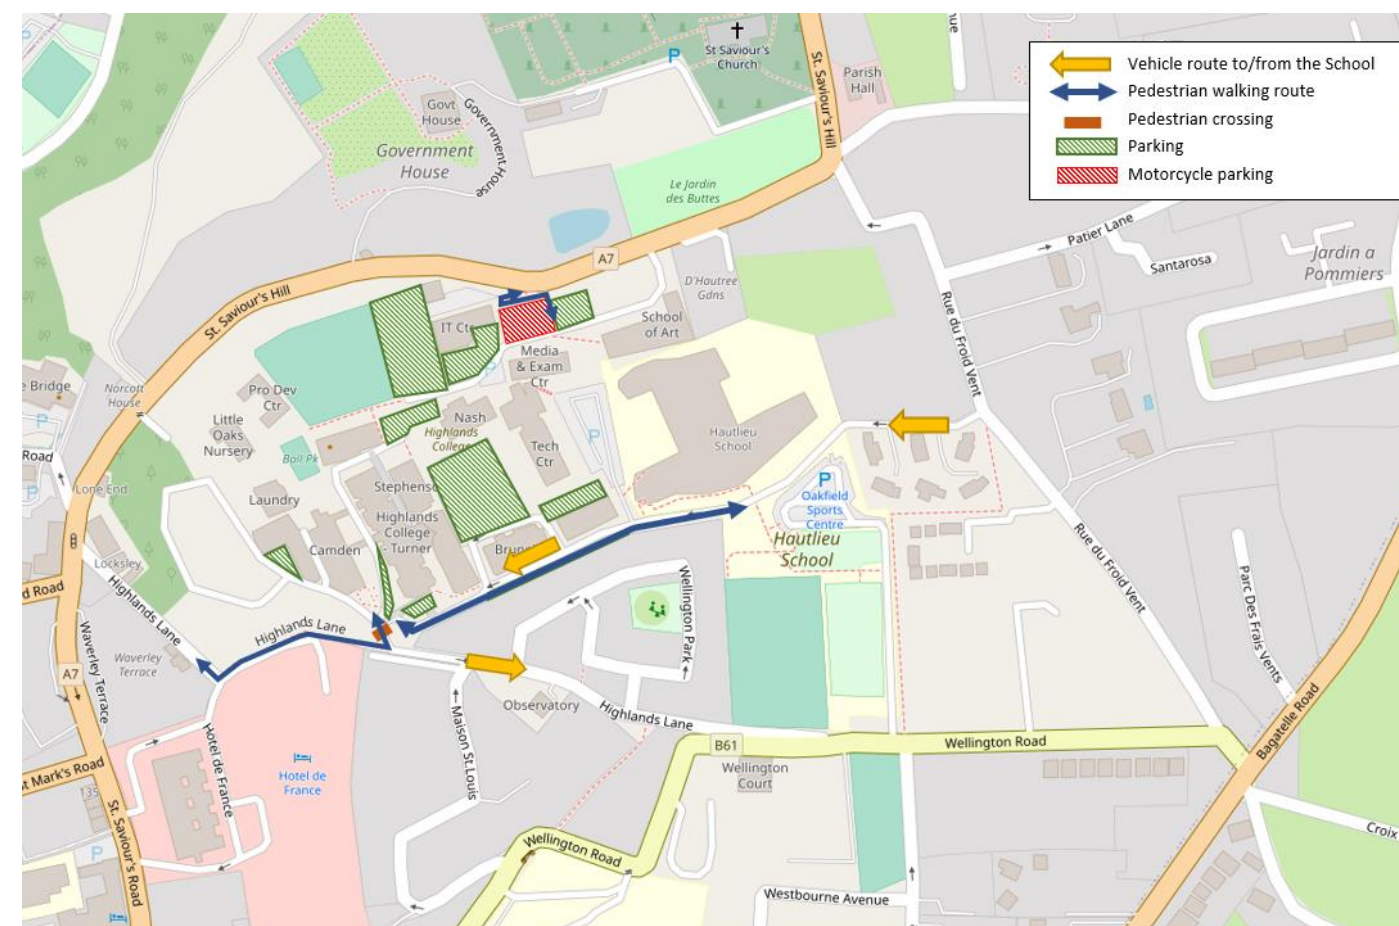 Vehicle route to/from the School
Pedestrian walking route
Pedestrian crossing
Parking
Motorcycle parking
P
St Saviour's
Church
St. Saviour's Hill
Parish
Hall
Govt
House
Government House
Government
House
Le Jardin
des Buttes
Patier Lane
Santarosa
Jardin a
Pommiers
A7
D'Hautree
Gdns
St. Saviour's Hill
IT Ctr
School
of Art
Rue du Froid Vent
Media
& Exam
Ctr
P
e Bridge
Norcott
House
Pro Dev
Ctr
Little
Oaks
Nursery
Nash
Highlands
College
Tech
Ctr
P
Hautlieu
School
P
Road
Ball Pk
Lone End
Laundry
Stephenso
P
Oakfield
Sports
Centre
Highlands
College
- Turner
Hautlieu
School
Camden
Brun
Locksley
d Road
Highlands Lane
Highlands Lane
Wellington Park
Rue du Froid Vent
Parc Des Frais Vents
Waverley
Terrace
Waverley Terrace
A7
Observatory
Highlands Lane
Maison St.Louis
Hotel de France
B61
Wellington Road
Bagatelle Road
Wellington
Court
Hotel de
France
t Mark's Road
135
St. Saviour's Road
P
Wellington Road
Croix
Westbourne Avenue